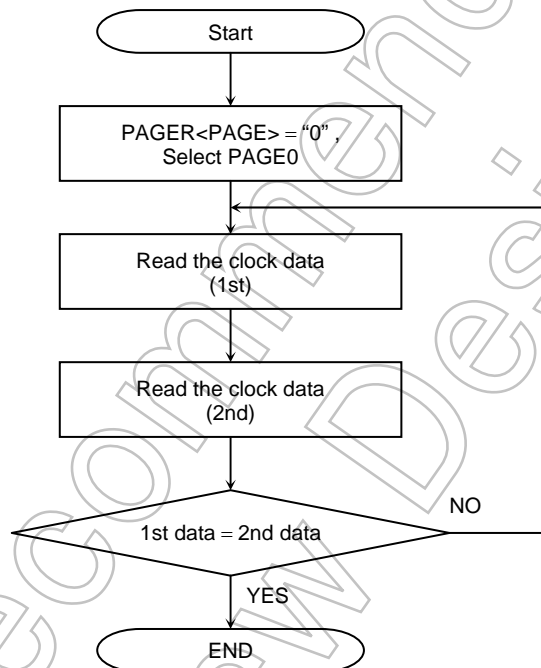 Start
PAGER<PAGE> = “0” ,
Select PAGE0
Read the clock data
(1st)
Read the clock data
(2nd)
NO
1st data = 2nd data
YES
END